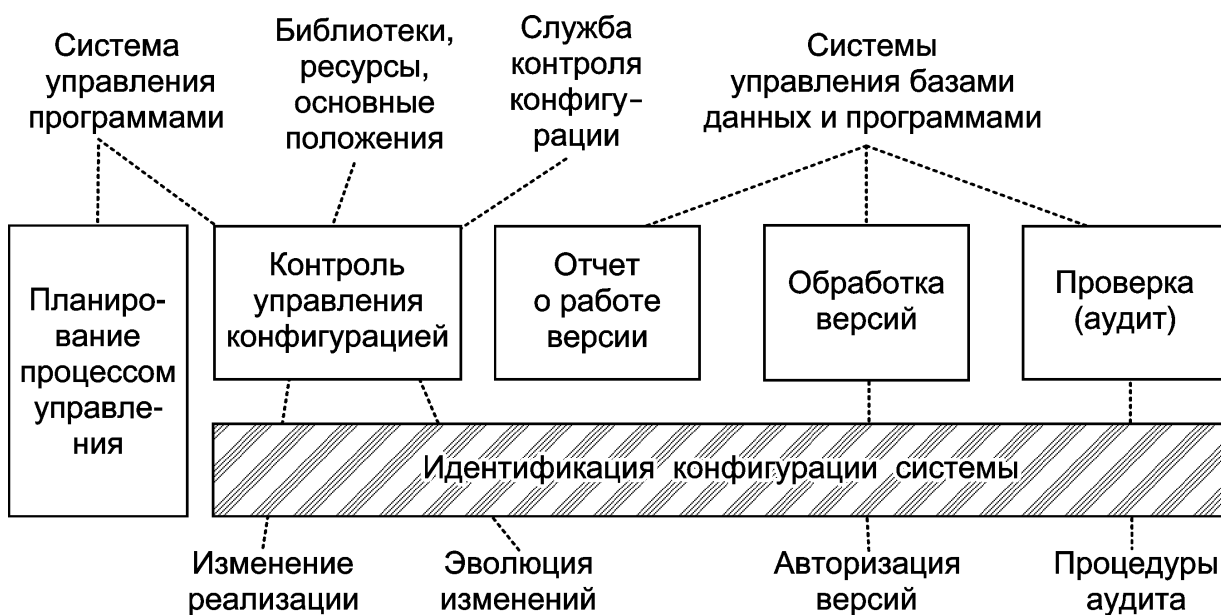 Система
управления
программами
Библиотеки,
ресурсы,
основные
положения
Служба
контроля
конфигу-
рации
Системы
управления базами
данных и программами
Планиро-
вание
процессом
управле-
ния
Контроль
управления
конфигурацией
Отчет
о работе
версии
Обработка
версий
Проверка
(аудит)
Идентификация конфигурации системы
Изменение
реализации
Эволюция
изменений
Авторизация
версий
Процедуры
аудита